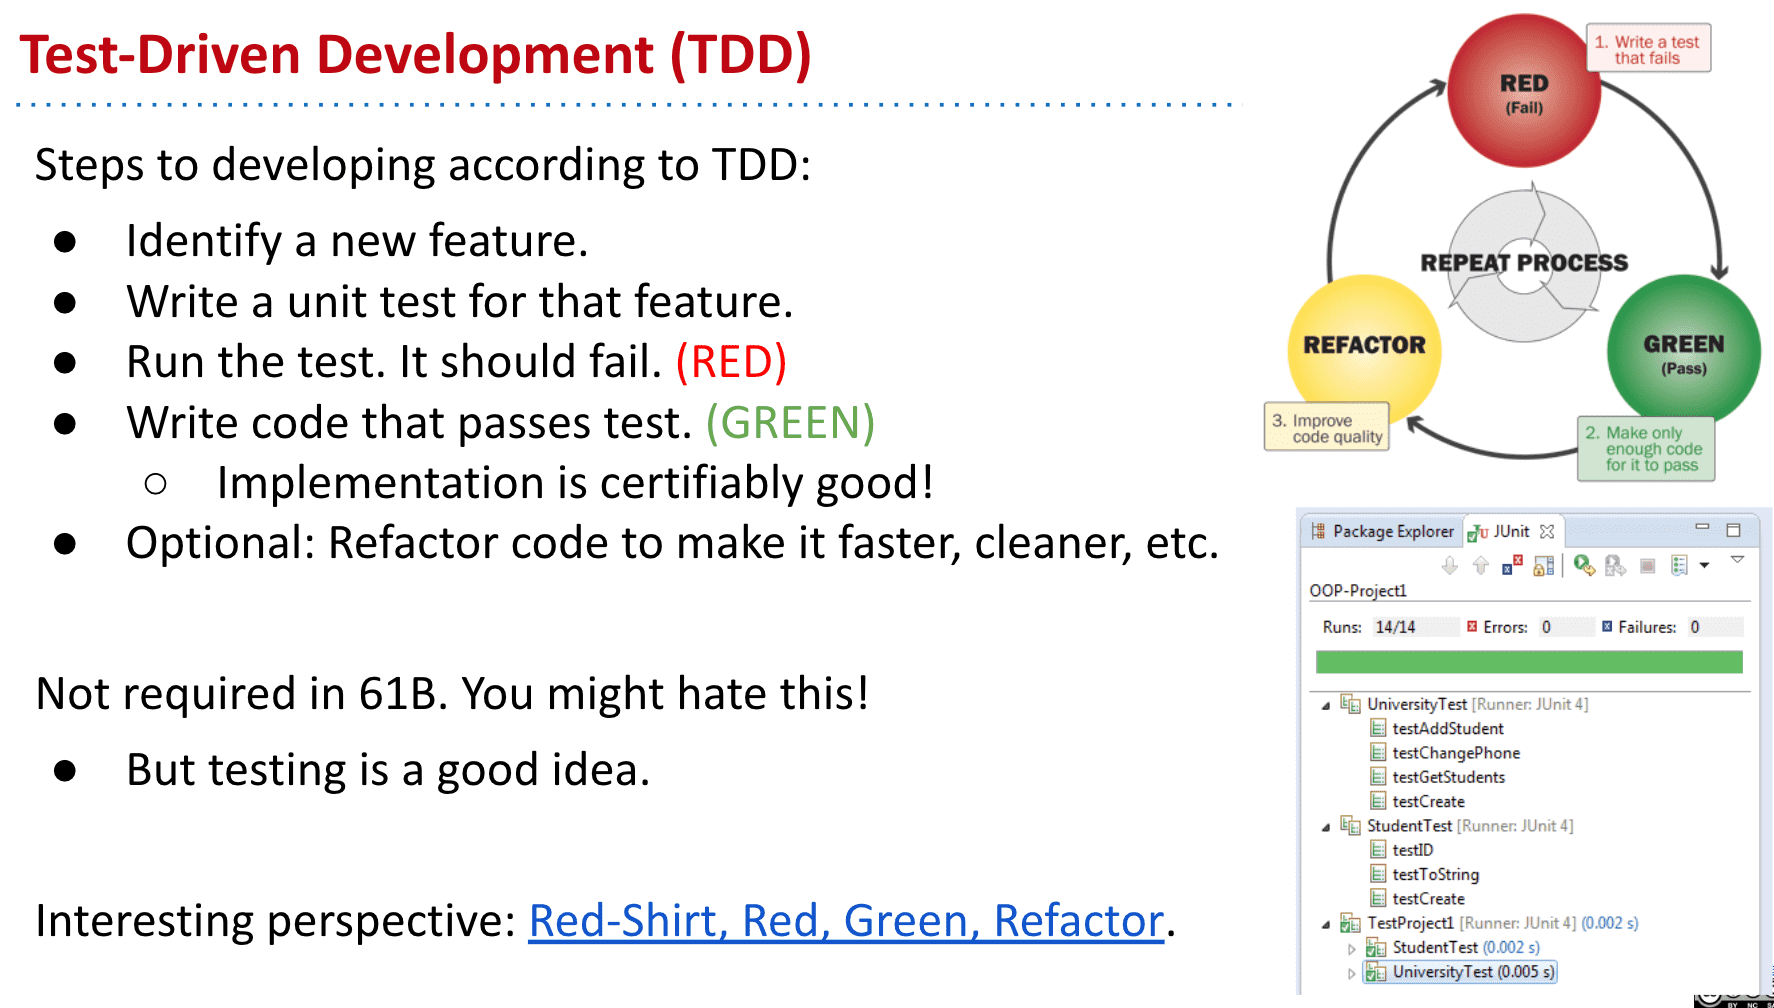 Test-Driven Development (TDD)
Steps to developing according to TDD:
● Identify a new feature.
● Write a unit test for that feature.
● Run the test. It should fail. (RED)
● Write code that passes test. (GREEN)
○ Implementation is certifiably good!
● Optional: Refactor code to make it faster, cleaner, etc.
Not required in 61B. You might hate this!
● But testing is a good idea.
Interesting perspective: Red-Shirt, Red, Green, Refactor.
1. Write a test
that fails
RED
(Fail)
REPEAT PROCESS
REFACTOR
GREEN
(Pass)
3. Improve
code quality
2. Make only
enough code
for it to pass
Package Explorer JUnit
OOP-Project1
Runs: 14/14 Errors: 0 Failures: 0
UniversityTest [Runner: JUnit 4]
testAddStudent
testChangePhone
testGetStudents
testCreate
StudentTest [Runner: JUnit 4]
testID
testToString
testCreate
TestProject1 [Runner: JUnit 4] (0.002 s)
StudentTest (0.002 s)
UniversityTest (0.005 s)
BY NC